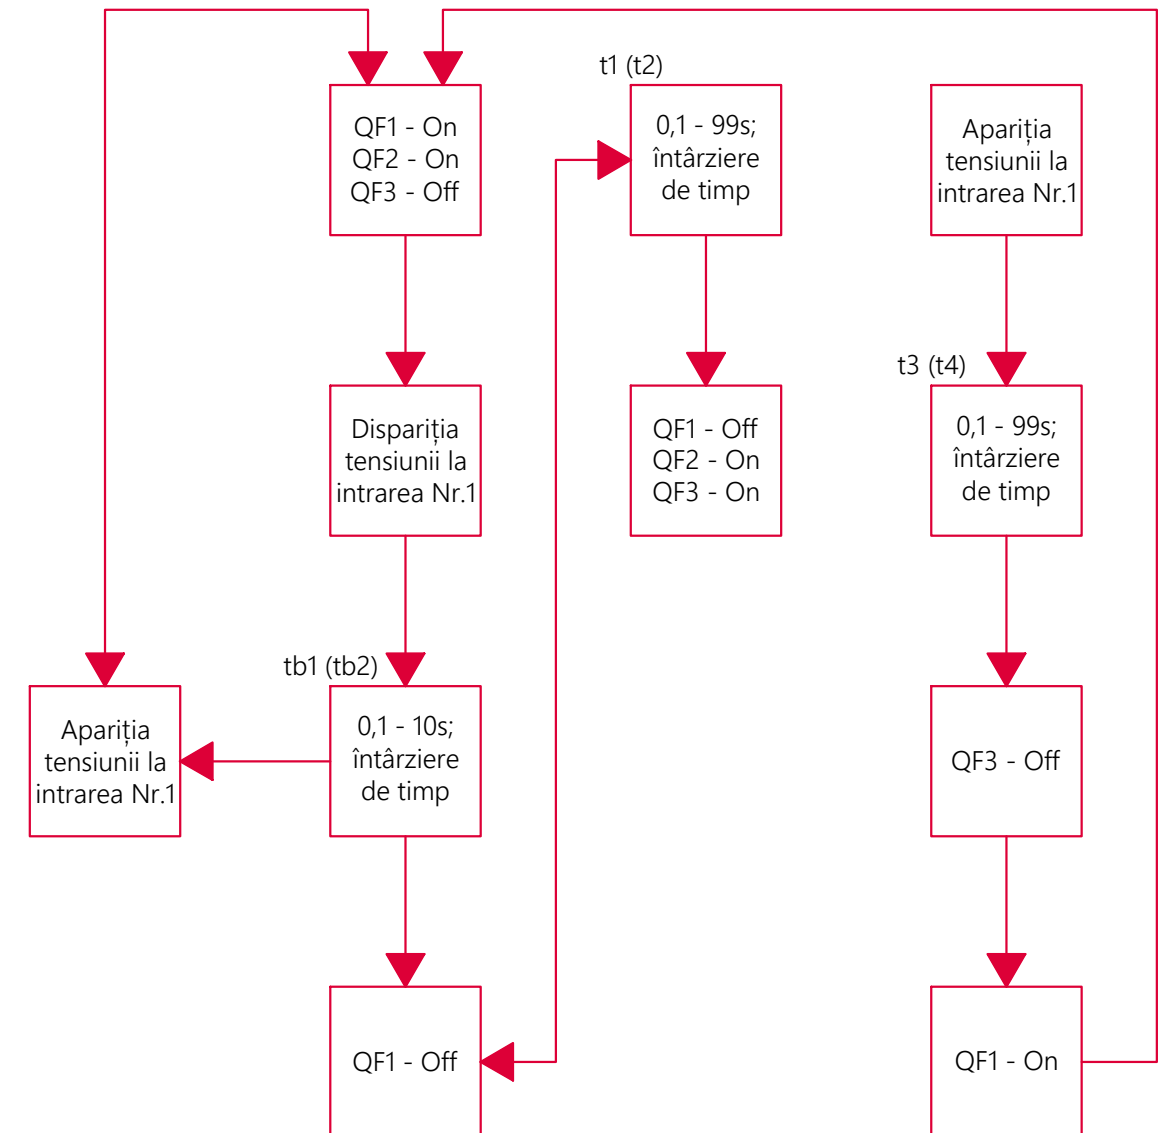 QF1 - On
QF2 - On
QF3 - Off
Dispariția
tensiunii la
intrarea Nr.1
tb1 (tb2)
0,1 - 10s;
întârziere
de timp
Apariția
tensiunii la
intrarea Nr.1
QF1 - Off
t1 (t2)
0,1 - 99s;
întârziere
de timp
QF1 - Off
QF2 - On
QF3 - On
Apariția
tensiunii la
intrarea Nr.1
t3 (t4)
0,1 - 99s;
întârziere
de timp
QF3 - Off
QF1 - On